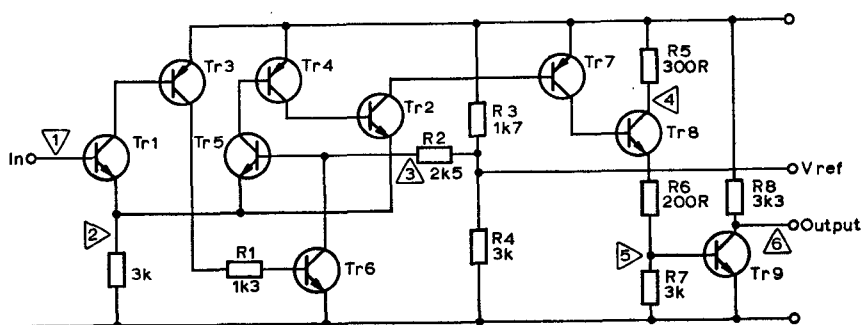 Tr3
Tr4
Tr7
R5
300R
4
Tr1
Tr5
Tr2
R3
1k7
Tr8
1
In
R2
2k5
3
Vref
R6
200R
R8
3k3
2
Output
6
R1
1k3
Tr6
R4
3k
5
R7
3k
Tr9
3k